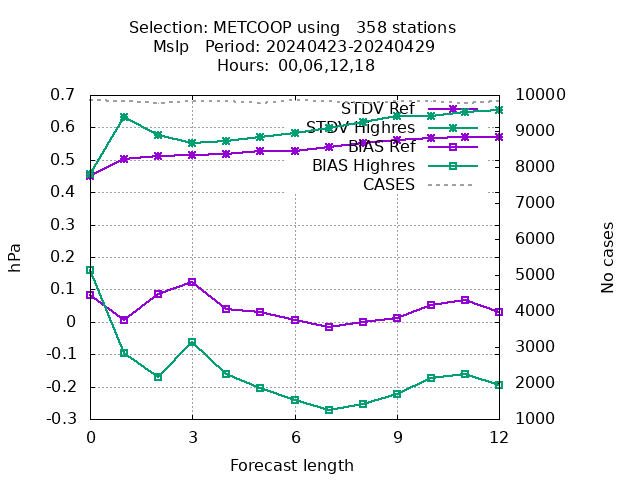 Selection: METCOOP using   358 stations
Mslp   Period: 20240423-20240429
Hours: 00,06,12,18
0.7
0.6
0.5
0.4
0.3
0.2
0.1
0
-0.1
-0.2
-0.3
hPa
10000
9000
8000
7000
6000
5000
4000
3000
2000
1000
No cases
STDV Ref
STDV Highres
BIAS Ref
BIAS Highres
CASES
0 3 6 9 12
Forecast length